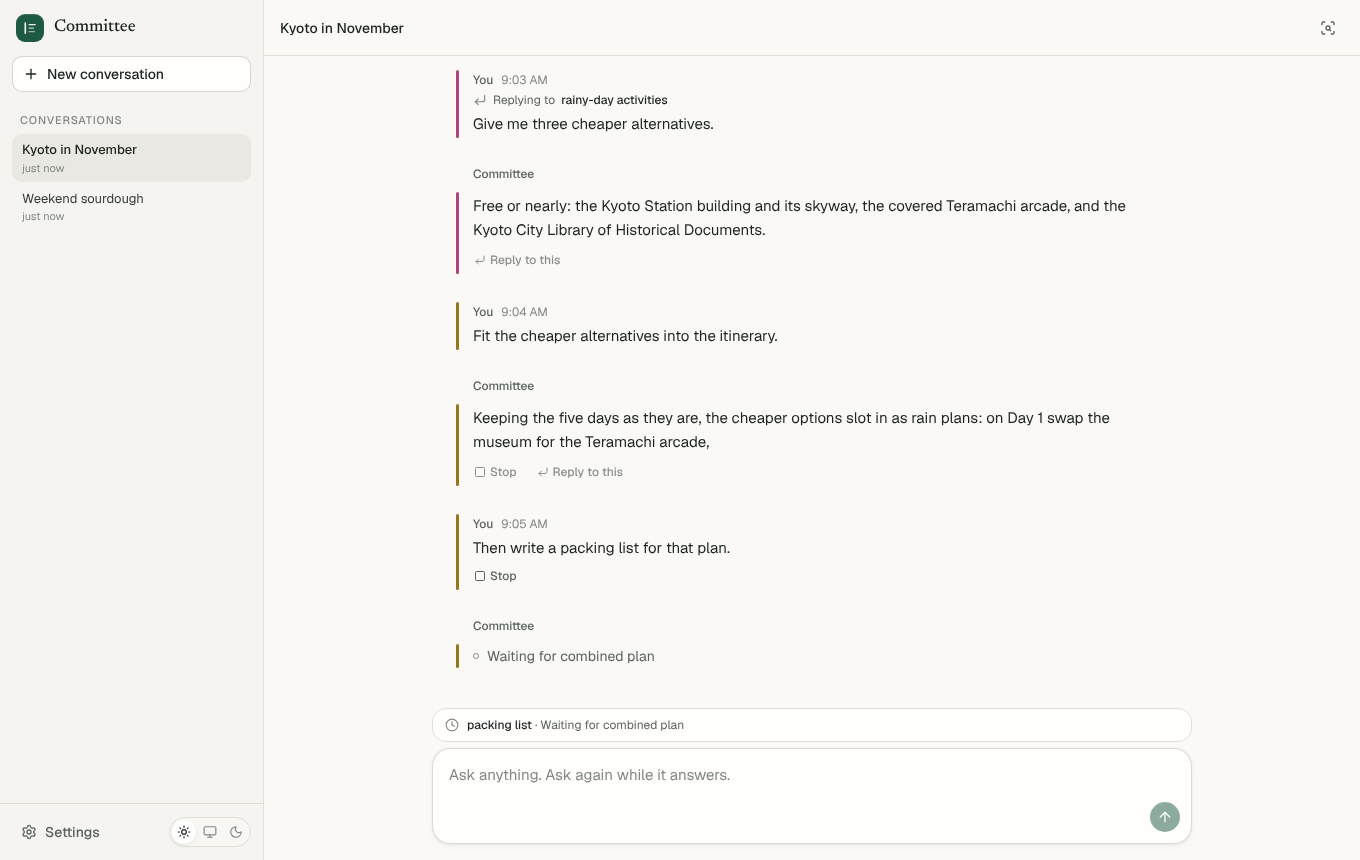 Committee
New conversation
CONVERSATIONS
Kyoto in November
just now
Weekend sourdough
just now
Settings
Kyoto in November
You 9:03 AM
Replying to rainy-day activities
Give me three cheaper alternatives.
Committee
Free or nearly: the Kyoto Station building and its skyway, the covered Teramachi arcade, and the
Kyoto City Library of Historical Documents.
Reply to this
You 9:04 AM
Fit the cheaper alternatives into the itinerary.
Committee
Keeping the five days as they are, the cheaper options slot in as rain plans: on Day 1 swap the
museum for the Teramachi arcade,
Stop Reply to this
You 9:05 AM
Then write a packing list for that plan.
Stop
Committee
Waiting for combined plan
packing list · Waiting for combined plan
Ask anything. Ask again while it answers.